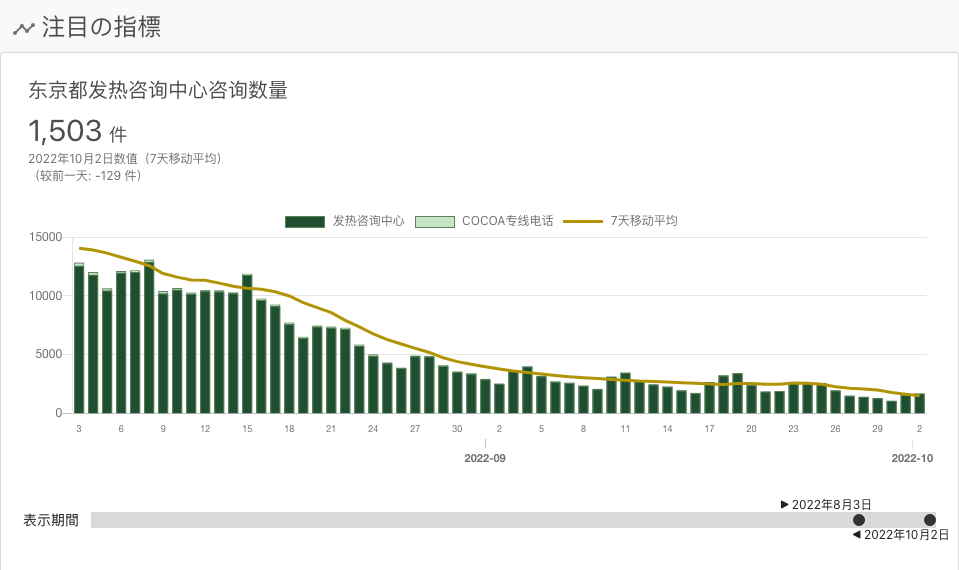 注目の指標
东京都发热咨询中心咨询数量
1,503 件
2022年10月2日数值（7天移动平均）
（较前一天: -129 件）
发热咨询中心 COCOA专线电话 7天移动平均
15000
10000
5000
0
3 6 9 12 15 18 21 24 27 30 2 5 8 11 14 17 20 23 26 29 2
2022-09 2022-10
2022年8月3日
表示期間
2022年10月2日